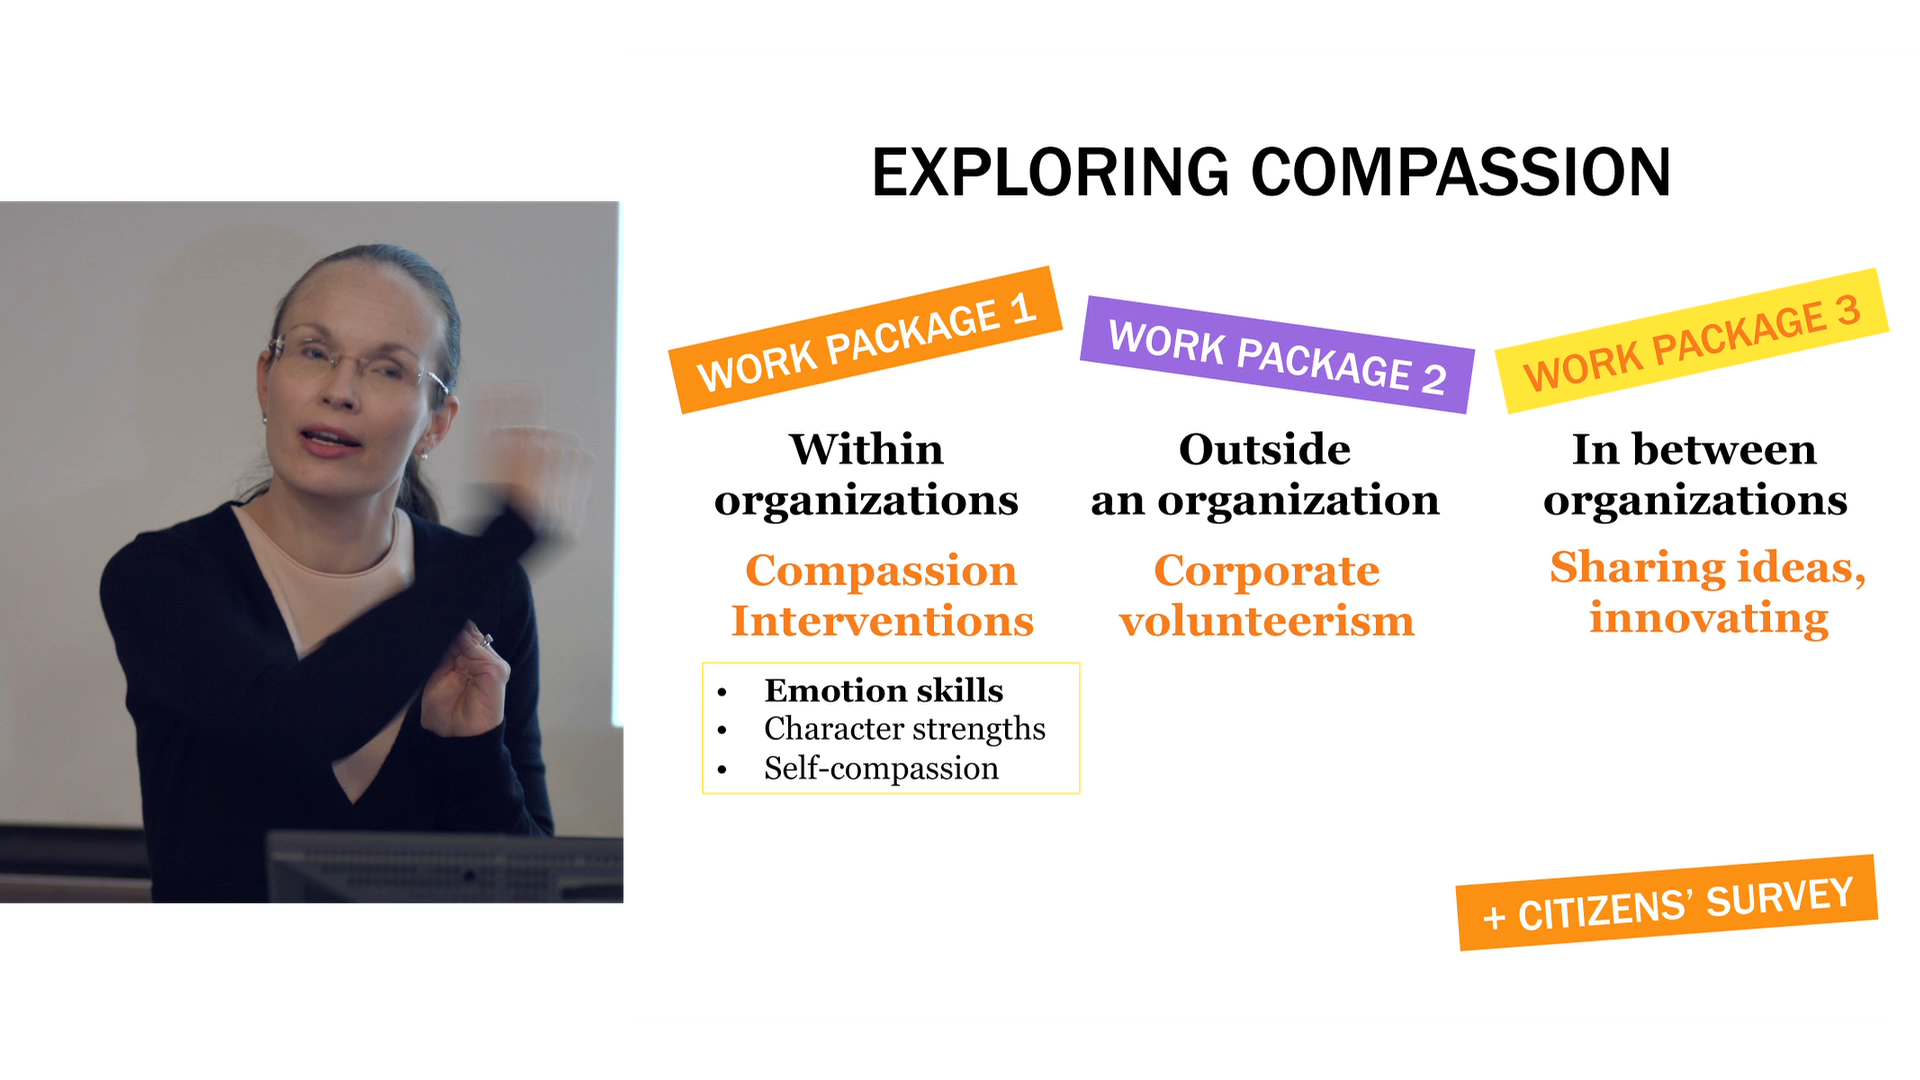 EXPLORING COMPASSION
WORK PACKAGE 1
Within
organizations
Compassion
Interventions
• Emotion skills
• Character strengths
• Self-compassion
WORK PACKAGE 2
Outside
an organization
Corporate
volunteerism
WORK PACKAGE 3
In between
organizations
Sharing ideas,
innovating
+ CITIZENS’ SURVEY